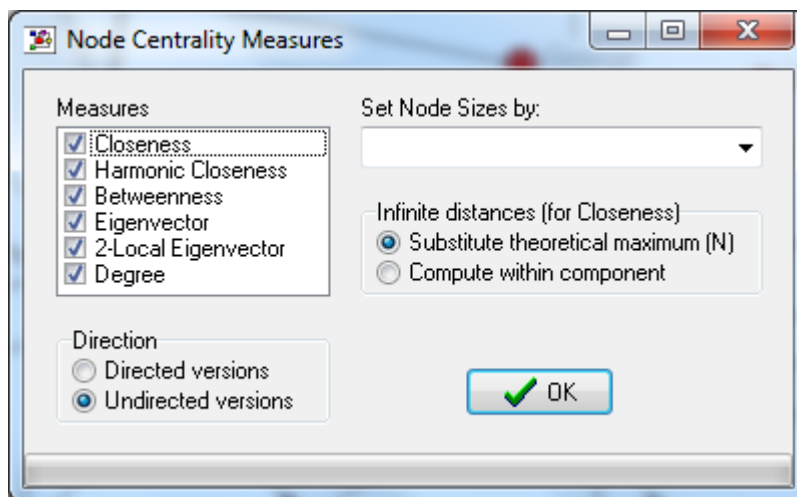 Node Centrality Measures
Measures
Closeness
Harmonic Closeness
Betweenness
Eigenvector
2-Local Eigenvector
Degree
Set Node Sizes by:
Infinite distances (for Closeness)
Substitute theoretical maximum (N)
Compute within component
Direction
Directed versions
Undirected versions
OK